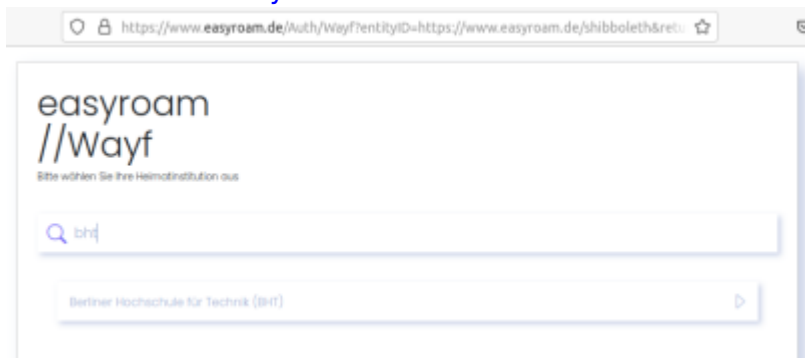 https://www.easyroam.de/Auth/Wayf?entityID=https://www.easyroam.de/shibboleth&retu
easyroam
//Wayf
Bitte wählen Sie Ihre Heimatinstitution aus
bht
Berliner Hochschule für Technik (BHT)